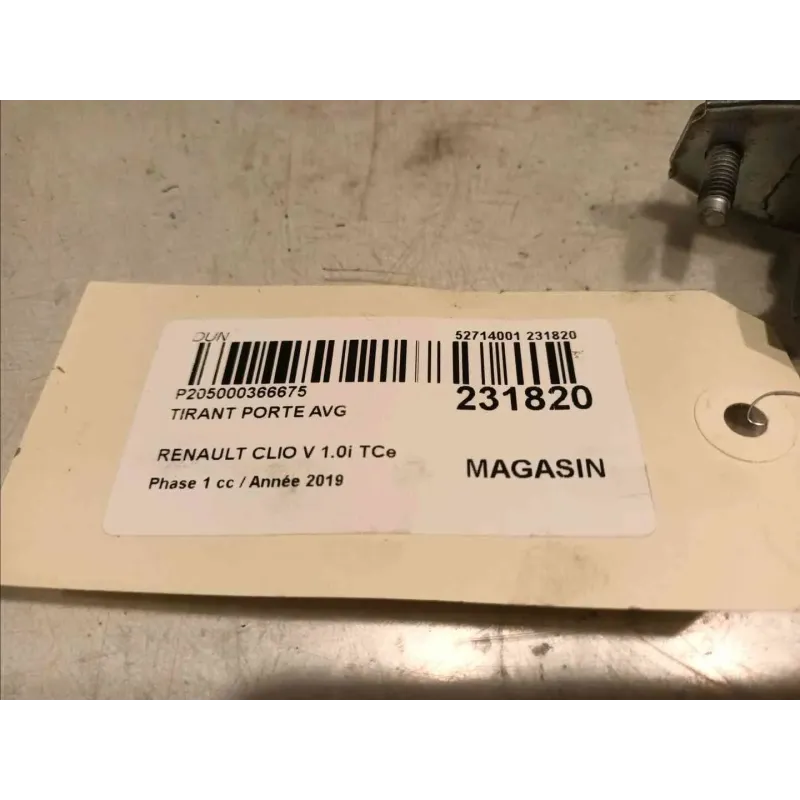 DUN
52714001 231820
P205000366675
231820
TIRANT PORTE AVG
RENAULT CLIO V 1.0i TCe
MAGASIN
Phase 1 cc / Année 2019